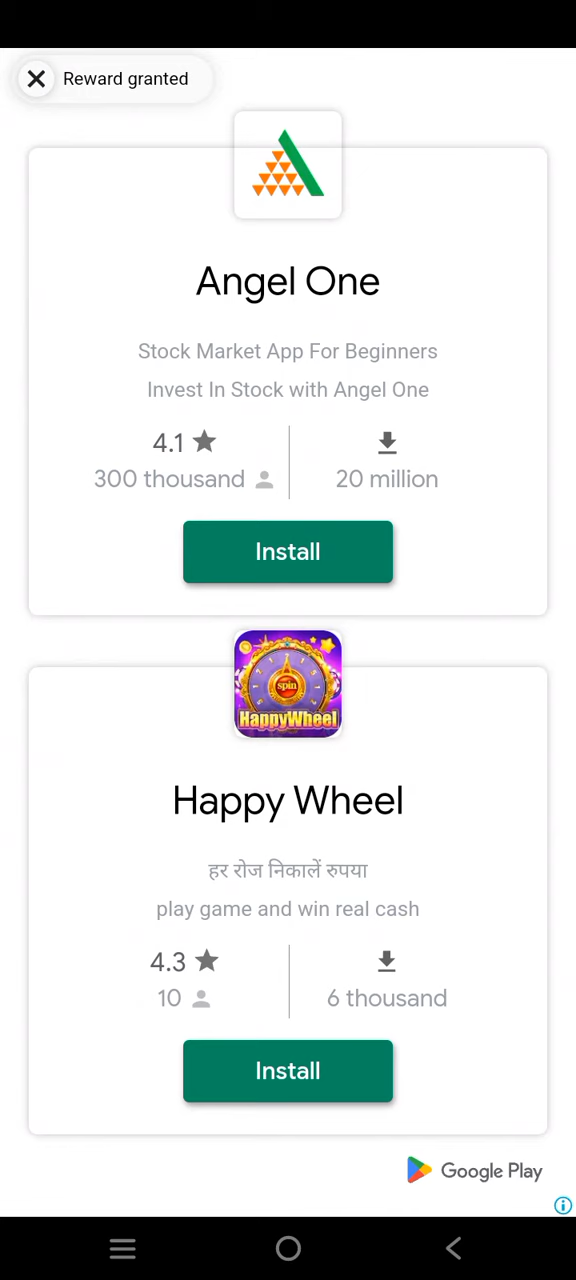 Reward granted
Angel One
Stock Market App For Beginners
Invest In Stock with Angel One
4.1
300 thousand
20 million
Install
spin
HappyWheel
Happy Wheel
हर रोज निकालें रुपया
play game and win real cash
4.3
10
6 thousand
Install
Google Play